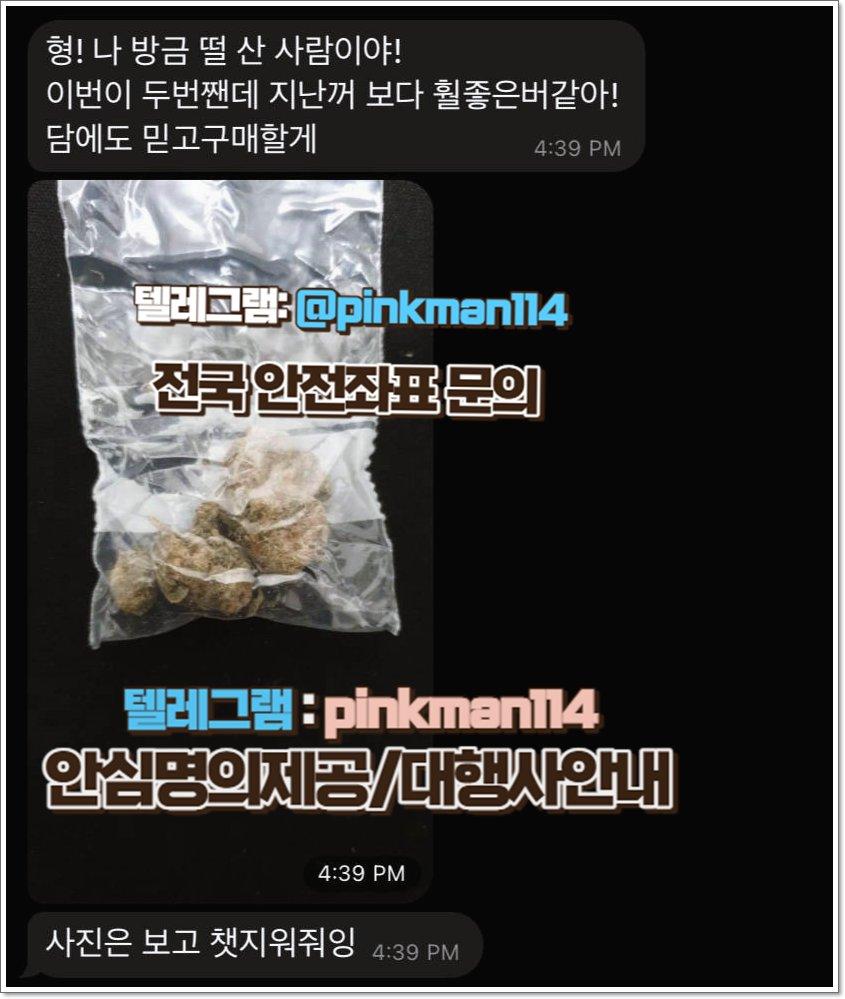 형! 나 방금 떨 산 사람이야!
이번이 두번짼데 지난꺼 보다 훨좋은버같아!
담에도 믿고구매할게
4:39 PM
텔레그램: @pinkman114
전국 안전좌표 문의
텔레그램 : pinkman114
안심명의제공/대행사안내
4:39 PM
사진은 보고 챗지워줘잉
4:39 PM